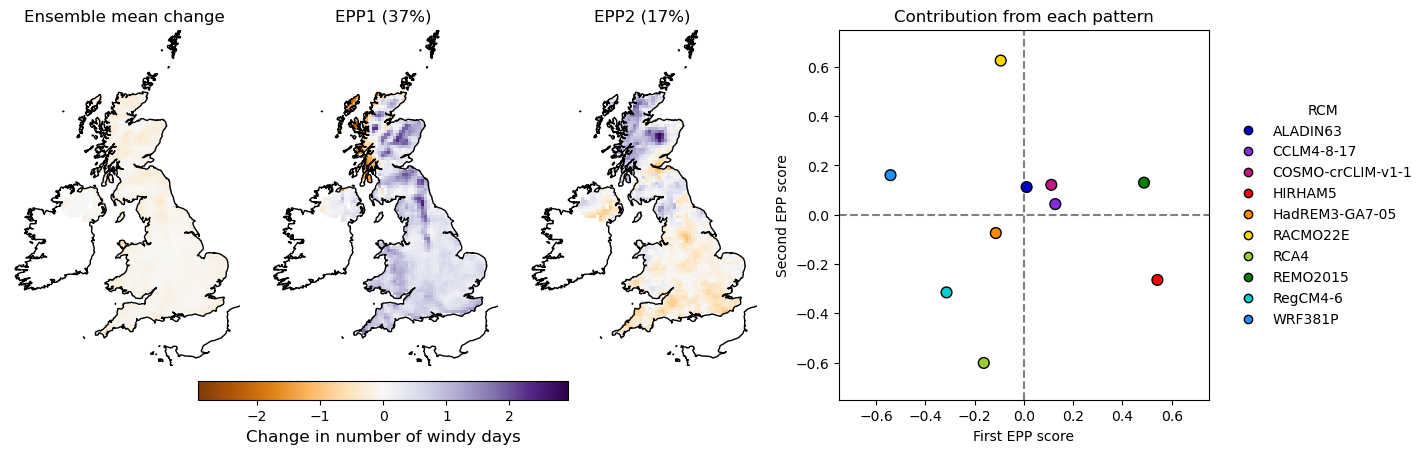 Ensemble mean change
EPP1 (37%)
EPP2 (17%)
−2 −1 0 1 2
Change in number of windy days
Contribution from each pattern
0.6
0.4
0.2
0.0
−0.2
−0.4
−0.6
Second EPP score
−0.6 −0.4 −0.2 0.0 0.2 0.4 0.6
First EPP score
RCM
ALADIN63
CCLM4-8-17
COSMO-crCLIM-v1-1
HIRHAM5
HadREM3-GA7-05
RACMO22E
RCA4
REMO2015
RegCM4-6
WRF381P